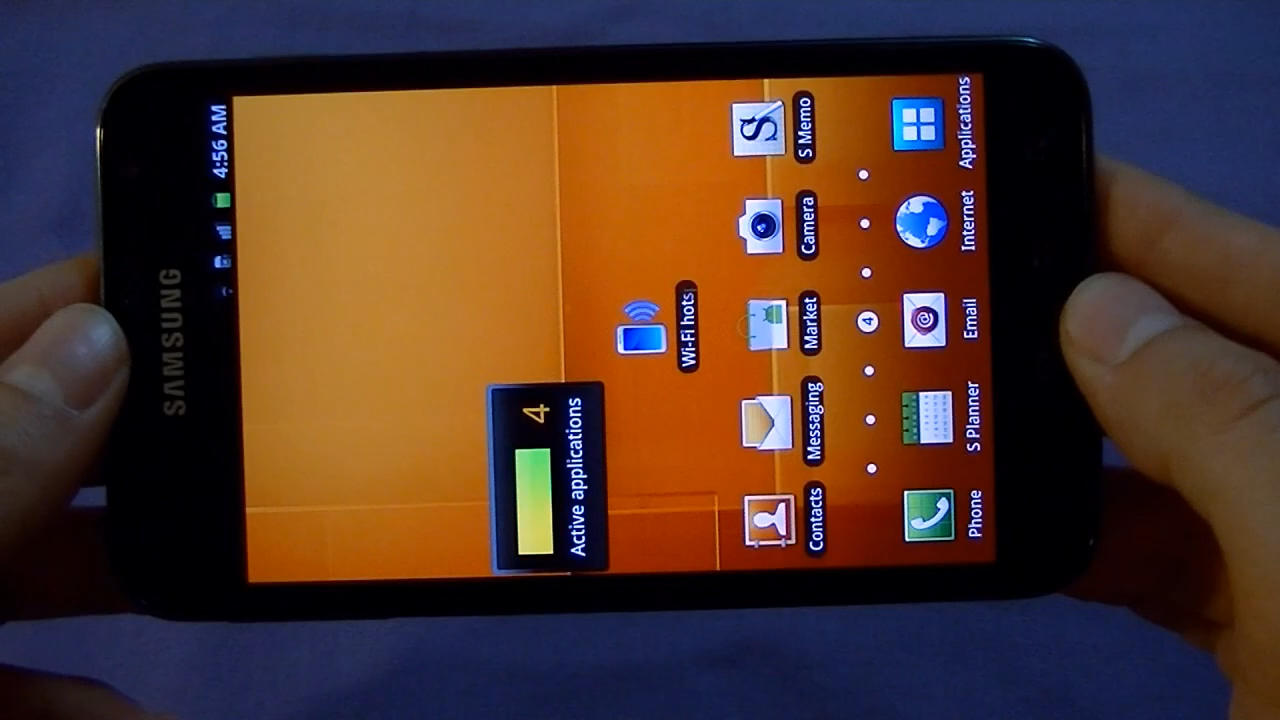 SAMSUNG
4:56 AM
4
Active applications
Wi-Fi hots
Contacts
Messaging
Market
Camera
S
S Memo
4
@
Phone
S Planner
Email
Internet
Applications